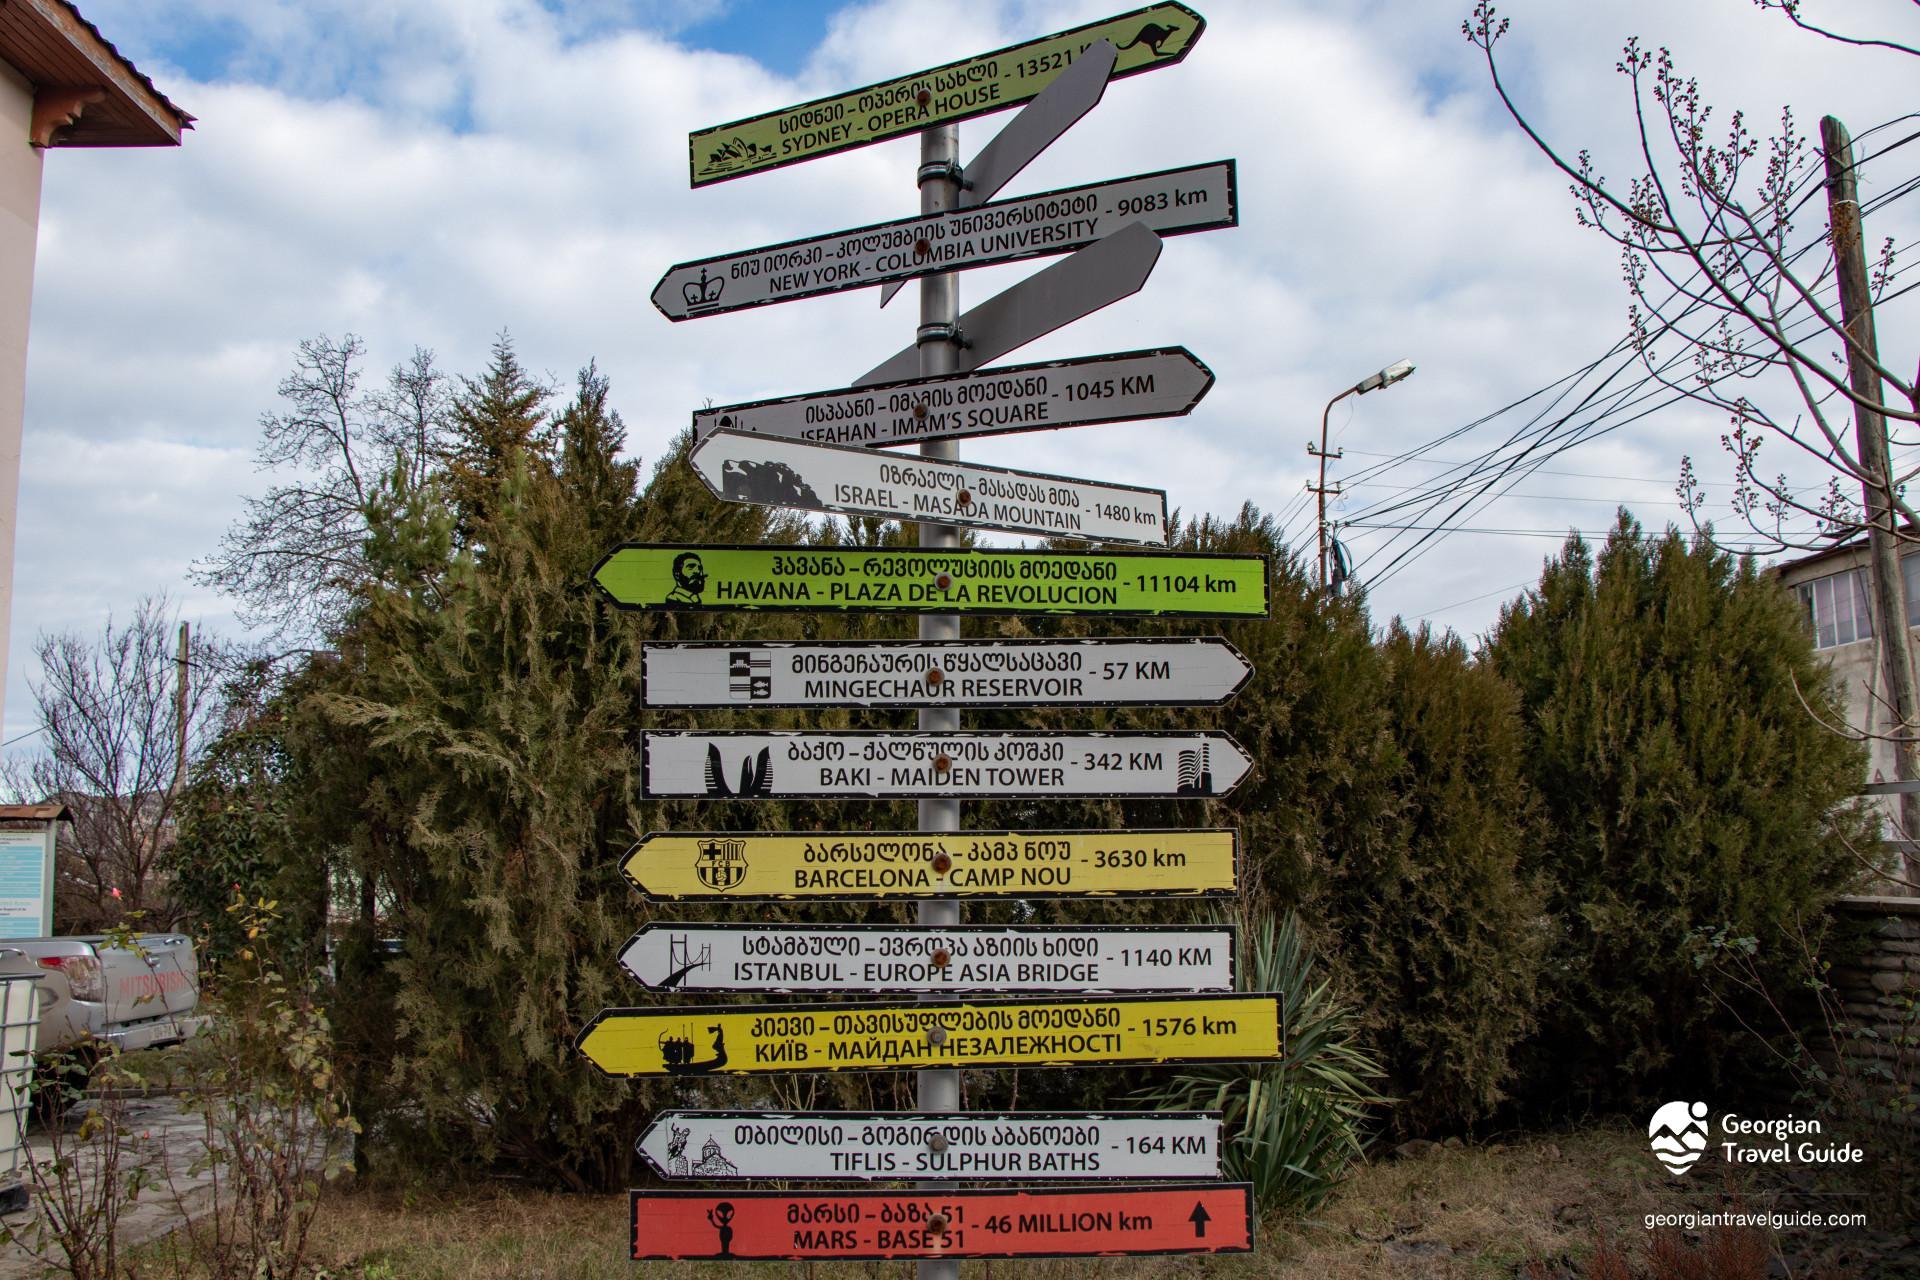 სიდნეი - ოპერის სახლი
SYDNEY - OPERA HOUSE
- 13521
ნიუ იორკი - კოლუმბიის უნივერსიტეტი
NEW YORK - COLUMBIA UNIVERSITY
- 9083 km
ისპაანი - იმამის მოედანი
ISFAHAN - IMAM'S SQUARE
- 1045 KM
იზრაელი - მასადას მთა
ISRAEL - MASADA MOUNTAIN
- 1480 km
ჰავანა - რევოლუციის მოედანი
HAVANA - PLAZA DE LA REVOLUCION
- 11104 km
მინგეჩაურის წყალსაცავი
MINGECHAUR RESERVOIR
- 57 KM
ბაქო - ქალწულის კოშკი
BAKI - MAIDEN TOWER
- 342 KM
FCB
ბარსელონა - კამპ ნოუ
BARCELONA - CAMP NOU
- 3630 km
სტამბული - ევროპა აზიის ხიდი
ISTANBUL - EUROPE ASIA BRIDGE
- 1140 KM
კიევი - თავისუფლების მოედანი
КИЇВ - МАЙДАН НЕЗАЛЕЖНОСТІ
- 1576 km
თბილისი - გოგირდის აბანოები
TIFLIS - SULPHUR BATHS
- 164 KM
მარსი - ბაზა 51
MARS - BASE 51
- 46 MILLION km
MITSUBISHI
Georgian
Travel Guide
georgiantravelguide.com